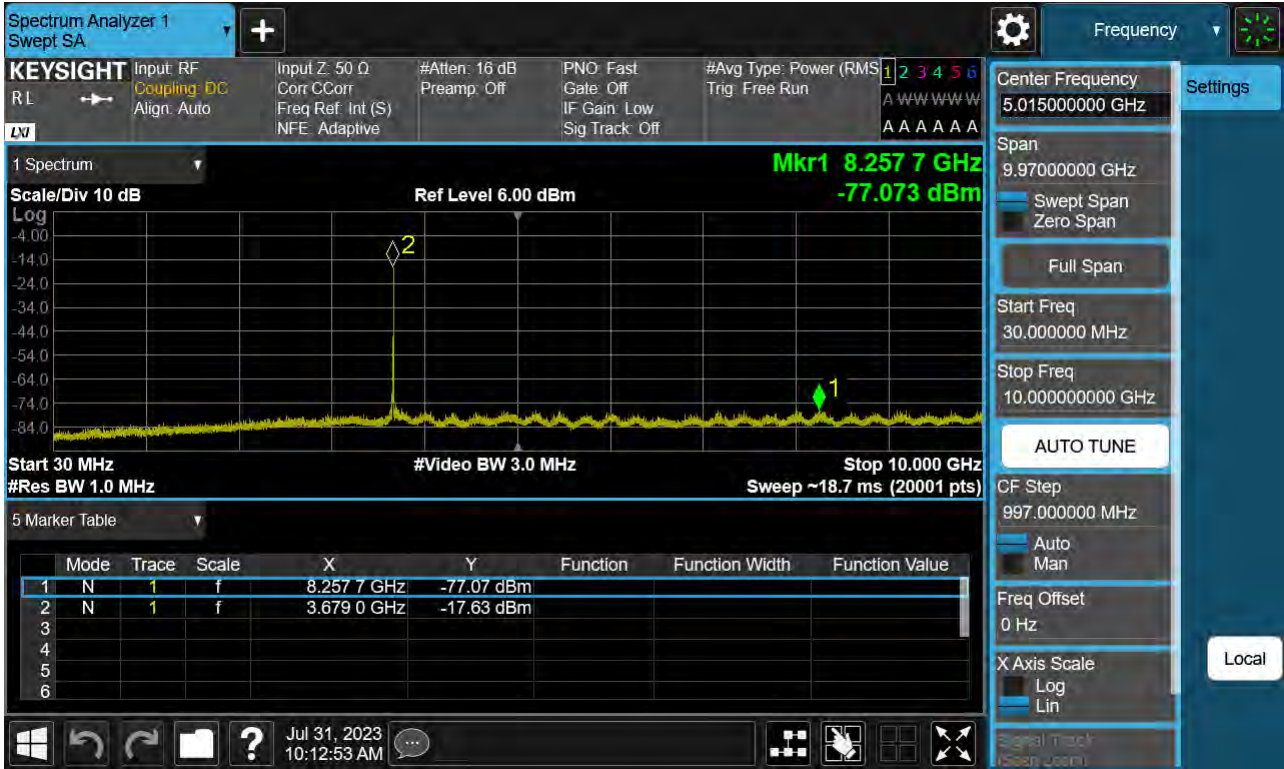 Spectrum Analyzer 1
Swept SA
Frequency
KEYSIGHT
R L
LXI
Input: RF
Coupling: DC
Align: Auto
Input Z: 50 Ω
Corr CCorr
Freq Ref: Int (S)
NFE: Adaptive
#Atten: 16 dB
Preamp: Off
PNO: Fast
Gate: Off
IF Gain: Low
Sig Track: Off
#Avg Type: Power (RMS
Trig: Free Run
1 2 3 4 5 6
A W W W W W
A A A A A A
1 Spectrum
Mkr1 8.257 7 GHz
-77.073 dBm
Scale/Div 10 dB
Ref Level 6.00 dBm
Log
-4.00
-14.0
-24.0
-34.0
-44.0
-54.0
-64.0
-74.0
-84.0
2
1
Start 30 MHz
#Video BW 3.0 MHz
Stop 10.000 GHz
#Res BW 1.0 MHz
Sweep ~18.7 ms (20001 pts)
5 Marker Table
Mode Trace Scale X Y Function Function Width Function Value
1 N 1 f 8.257 7 GHz -77.07 dBm
2 N 1 f 3.679 0 GHz -17.63 dBm
3
4
5
6
Jul 31, 2023
10:12:53 AM
Center Frequency
5.015000000 GHz
Settings
Span
9.97000000 GHz
Swept Span
Zero Span
Full Span
Start Freq
30.000000 MHz
Stop Freq
10.000000000 GHz
AUTO TUNE
CF Step
997.000000 MHz
Auto
Man
Freq Offset
0 Hz
X Axis Scale
Log
Lin
Local
Signal Track
(Span Zoom)